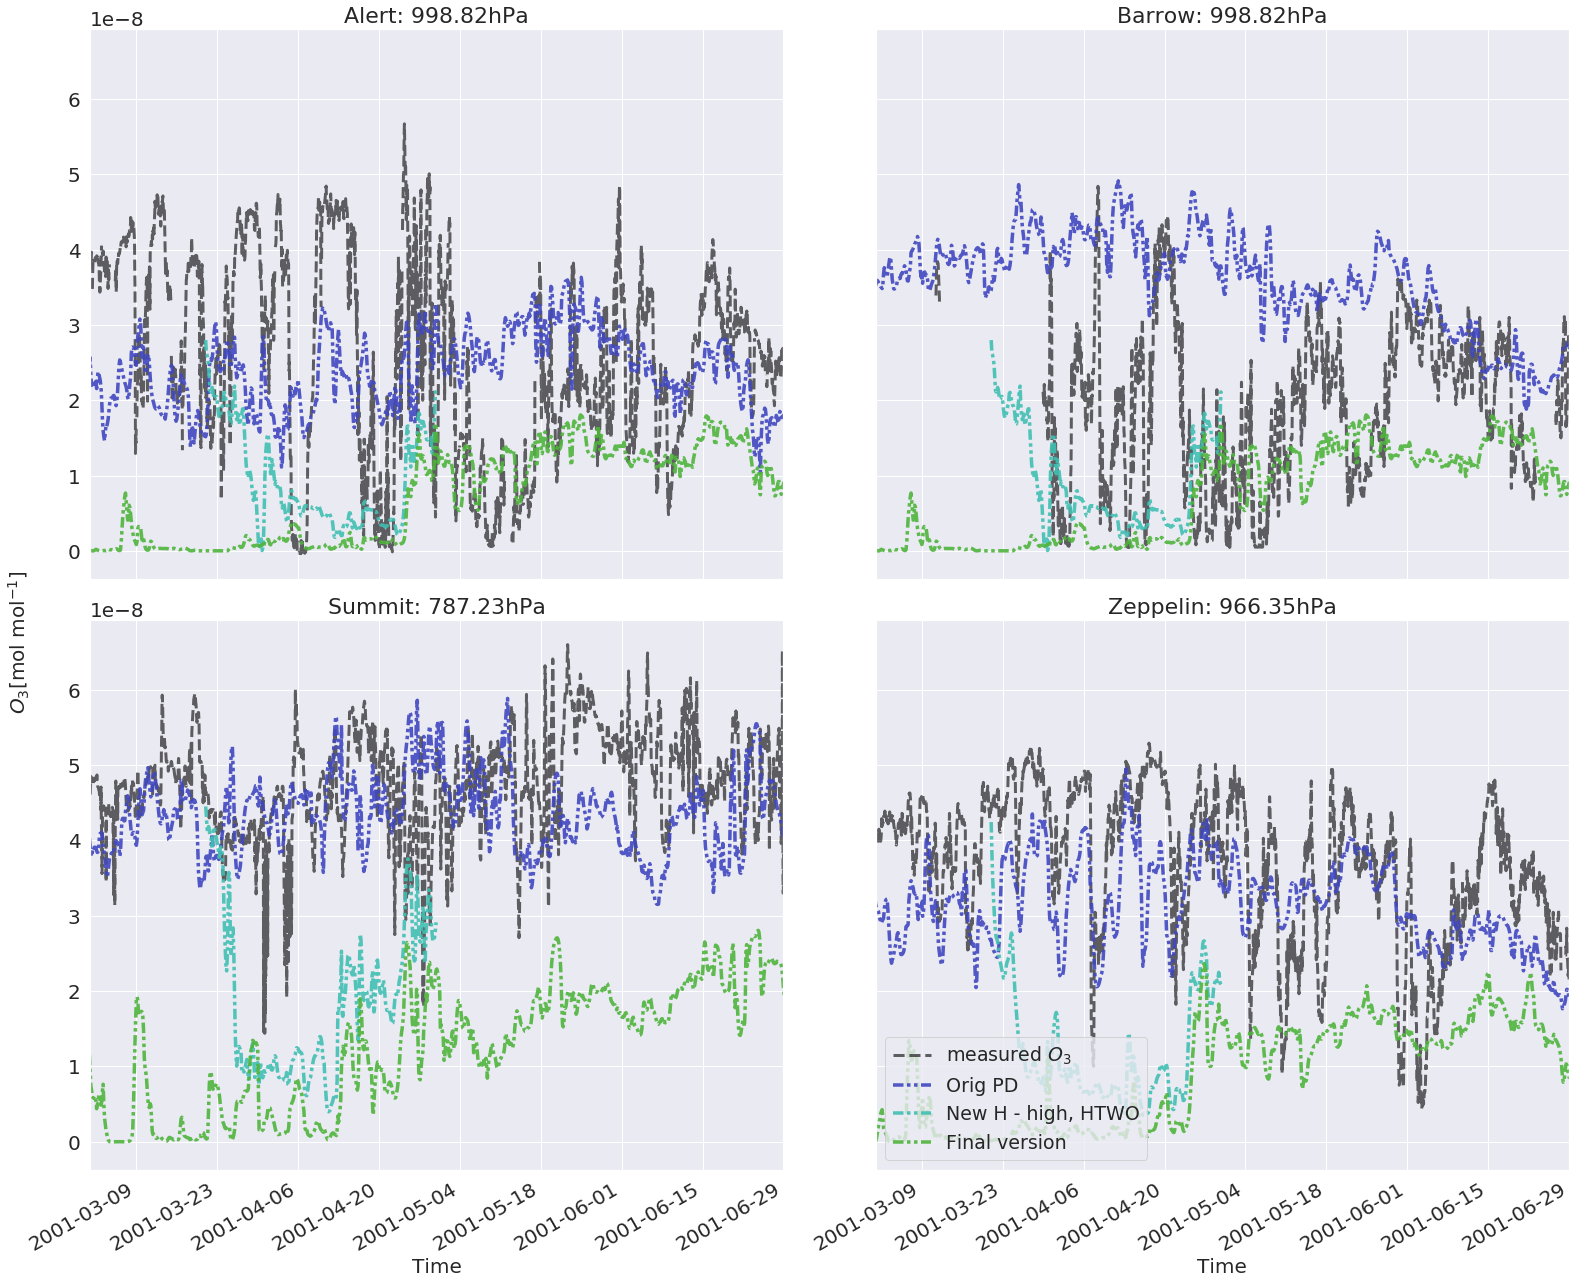 1e−8
Alert: 998.82hPa
Barrow: 998.82hPa
6
5
4
3
2
1
0
O₃[mol mol⁻¹]
1e−8
Summit: 787.23hPa
Zeppelin: 966.35hPa
6
5
4
3
2
1
0
measured O₃
Orig PD
New H - high, HTWO
Final version
2001-03-09
2001-03-23
2001-04-06
2001-04-20
2001-05-04
2001-05-18
2001-06-01
2001-06-15
2001-06-29
Time
2001-03-09
2001-03-23
2001-04-06
2001-04-20
2001-05-04
2001-05-18
2001-06-01
2001-06-15
2001-06-29
Time